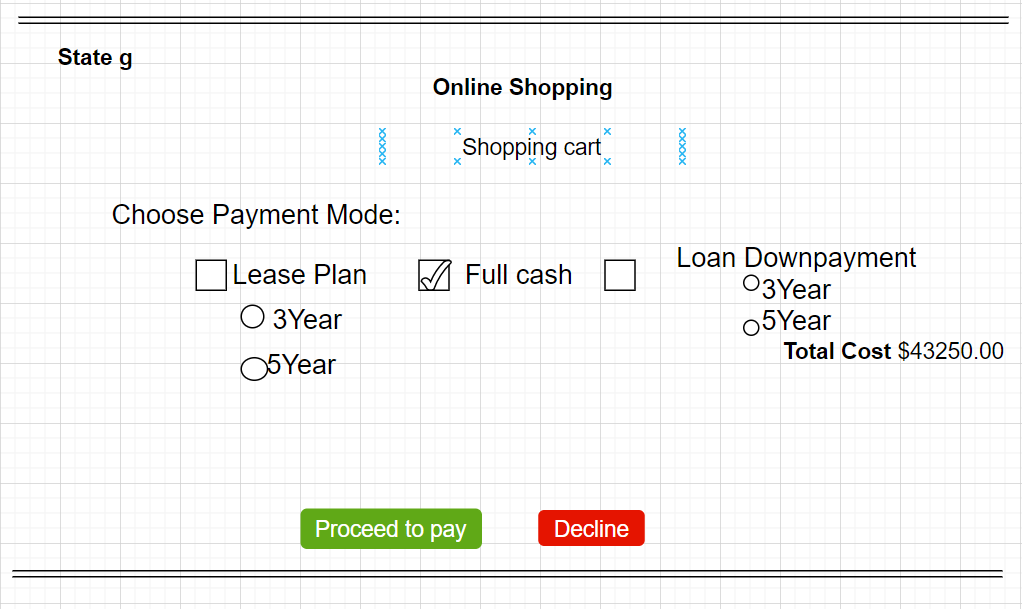 State g
Online Shopping
Shopping cart
Choose Payment Mode:
Lease Plan Full cash Loan Downpayment
3Year 3Year
5Year 5Year
Total Cost $43250.00
Proceed to pay Decline